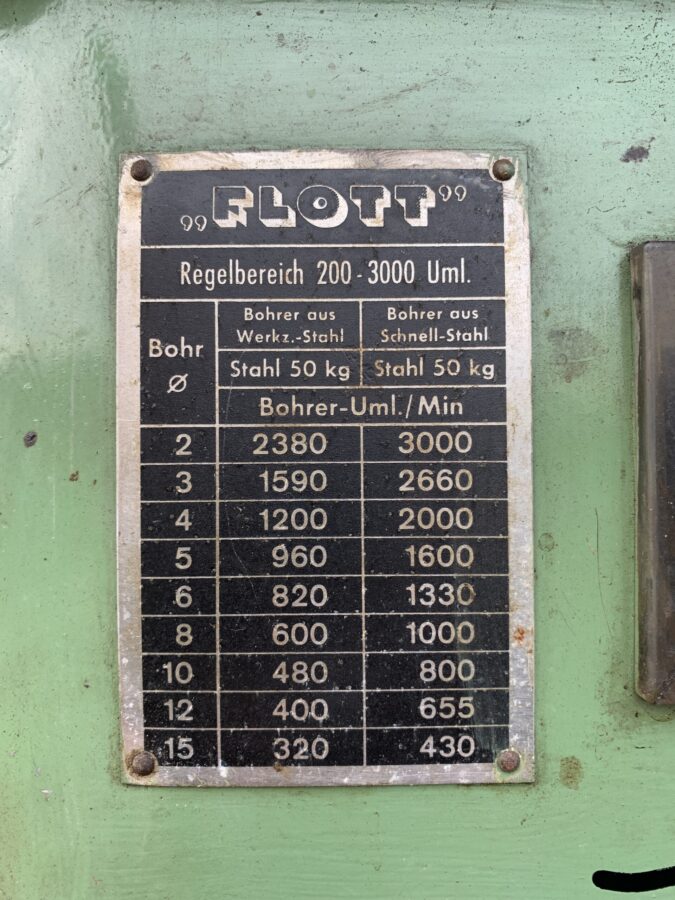 „FLOTT”
Regelbereich 200 - 3000 Uml.
Bohr ø
Bohrer aus Werkz.-Stahl
Bohrer aus Schnell-Stahl
Stahl 50 kg Stahl 50 kg
Bohrer-Uml./Min
2 2380 3000
3 1590 2660
4 1200 2000
5 960 1600
6 820 1330
8 600 1000
10 480 800
12 400 655
15 320 430